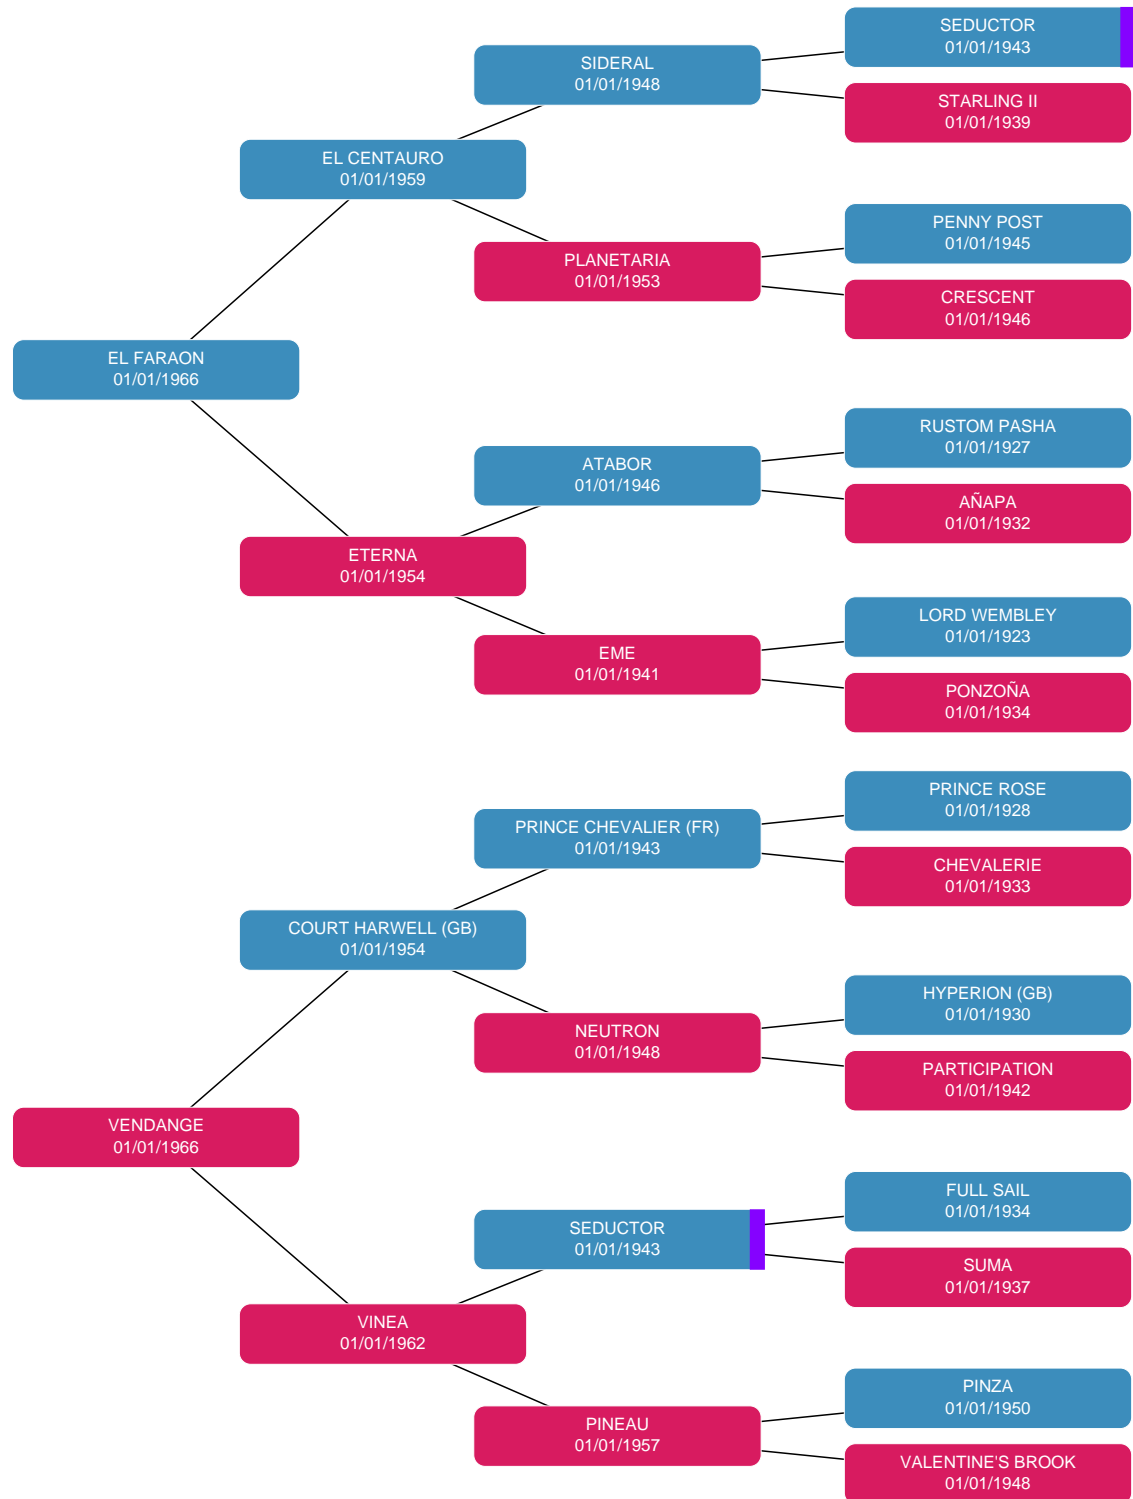 SEDUCTOR
01/01/1943
SIDERAL
01/01/1948
STARLING II
01/01/1939
EL CENTAURO
01/01/1959
PENNY POST
01/01/1945
PLANETARIA
01/01/1953
CRESCENT
01/01/1946
EL FARAON
01/01/1966
RUSTOM PASHA
01/01/1927
ATABOR
01/01/1946
AÑAPA
01/01/1932
ETERNA
01/01/1954
LORD WEMBLEY
01/01/1923
EME
01/01/1941
PONZOÑA
01/01/1934
PRINCE ROSE
01/01/1928
PRINCE CHEVALIER (FR)
01/01/1943
CHEVALERIE
01/01/1933
COURT HARWELL (GB)
01/01/1954
HYPERION (GB)
01/01/1930
NEUTRON
01/01/1948
PARTICIPATION
01/01/1942
VENDANGE
01/01/1966
FULL SAIL
01/01/1934
SEDUCTOR
01/01/1943
SUMA
01/01/1937
VINEA
01/01/1962
PINZA
01/01/1950
PINEAU
01/01/1957
VALENTINE'S BROOK
01/01/1948